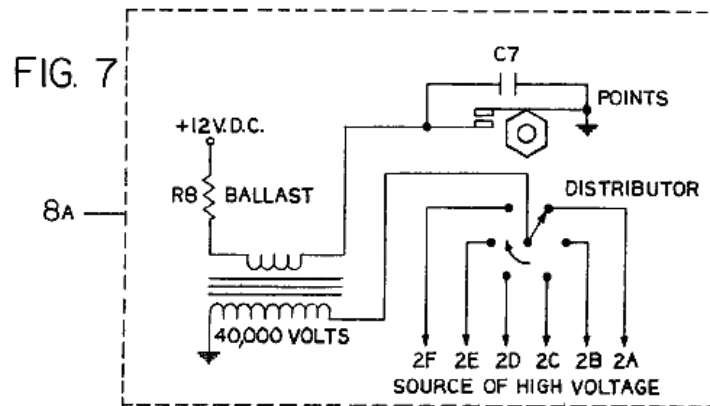 FIG. 7
C7
POINTS
+12V.D.C.
R8 BALLAST
DISTRIBUTOR
8A
40,000 VOLTS
2F 2E 2D 2C 2B 2A
SOURCE OF HIGH VOLTAGE